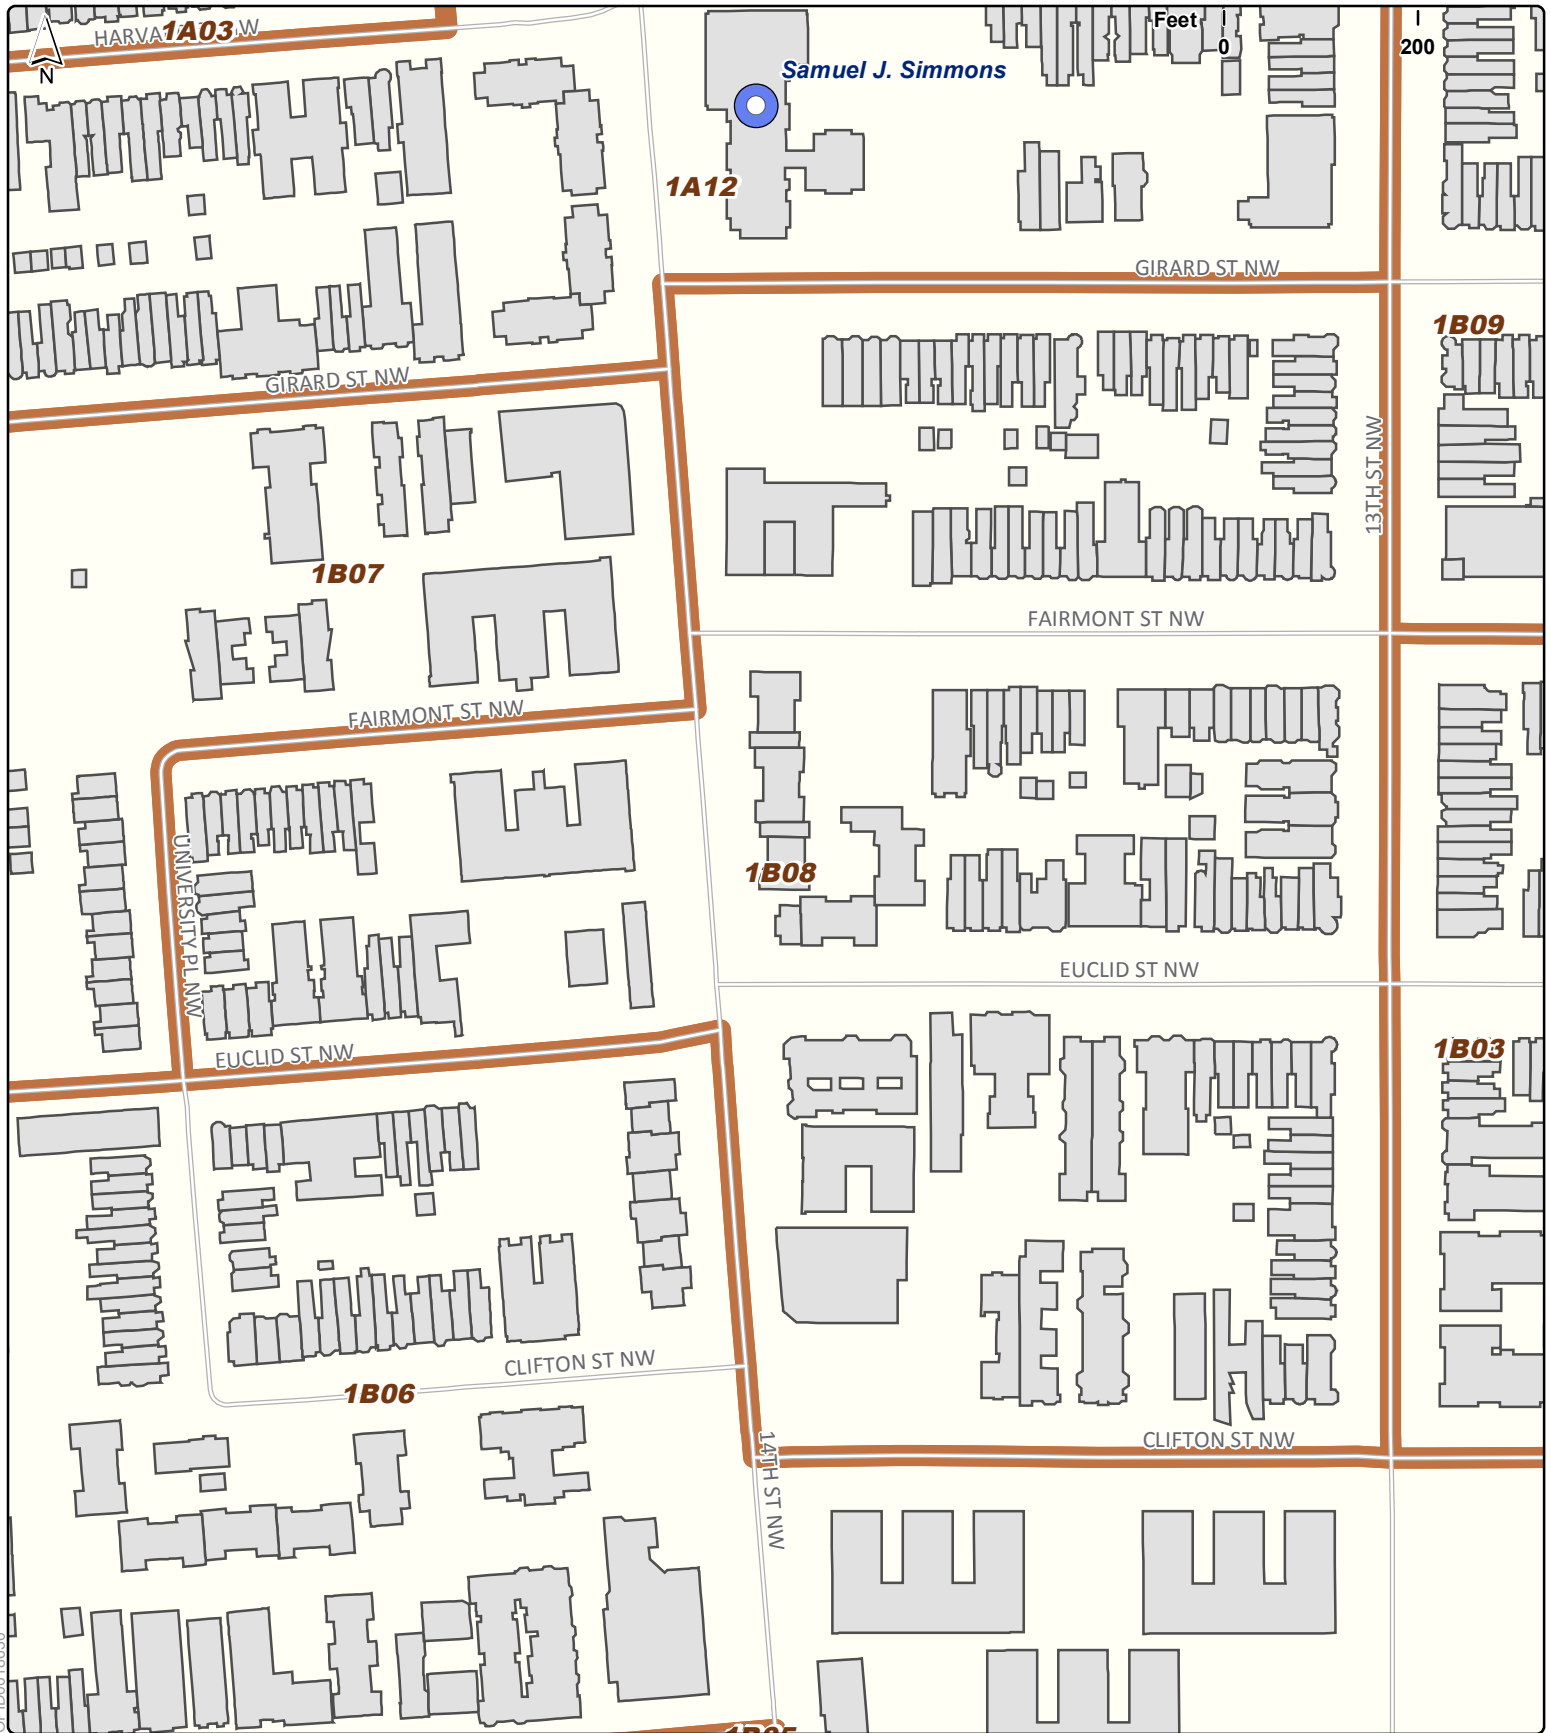 Feet
0
200
N
1A03
Samuel J. Simmons
1A12
GIRARD ST NW
1B09
GIRARD ST NW
13TH ST NW
1B07
FAIRMONT ST NW
FAIRMONT ST NW
UNIVERSITY PL NW
1B08
EUCLID ST NW
EUCLID ST NW
1B03
CLIFTON ST NW
1B06
CLIFTON ST NW
14TH ST NW